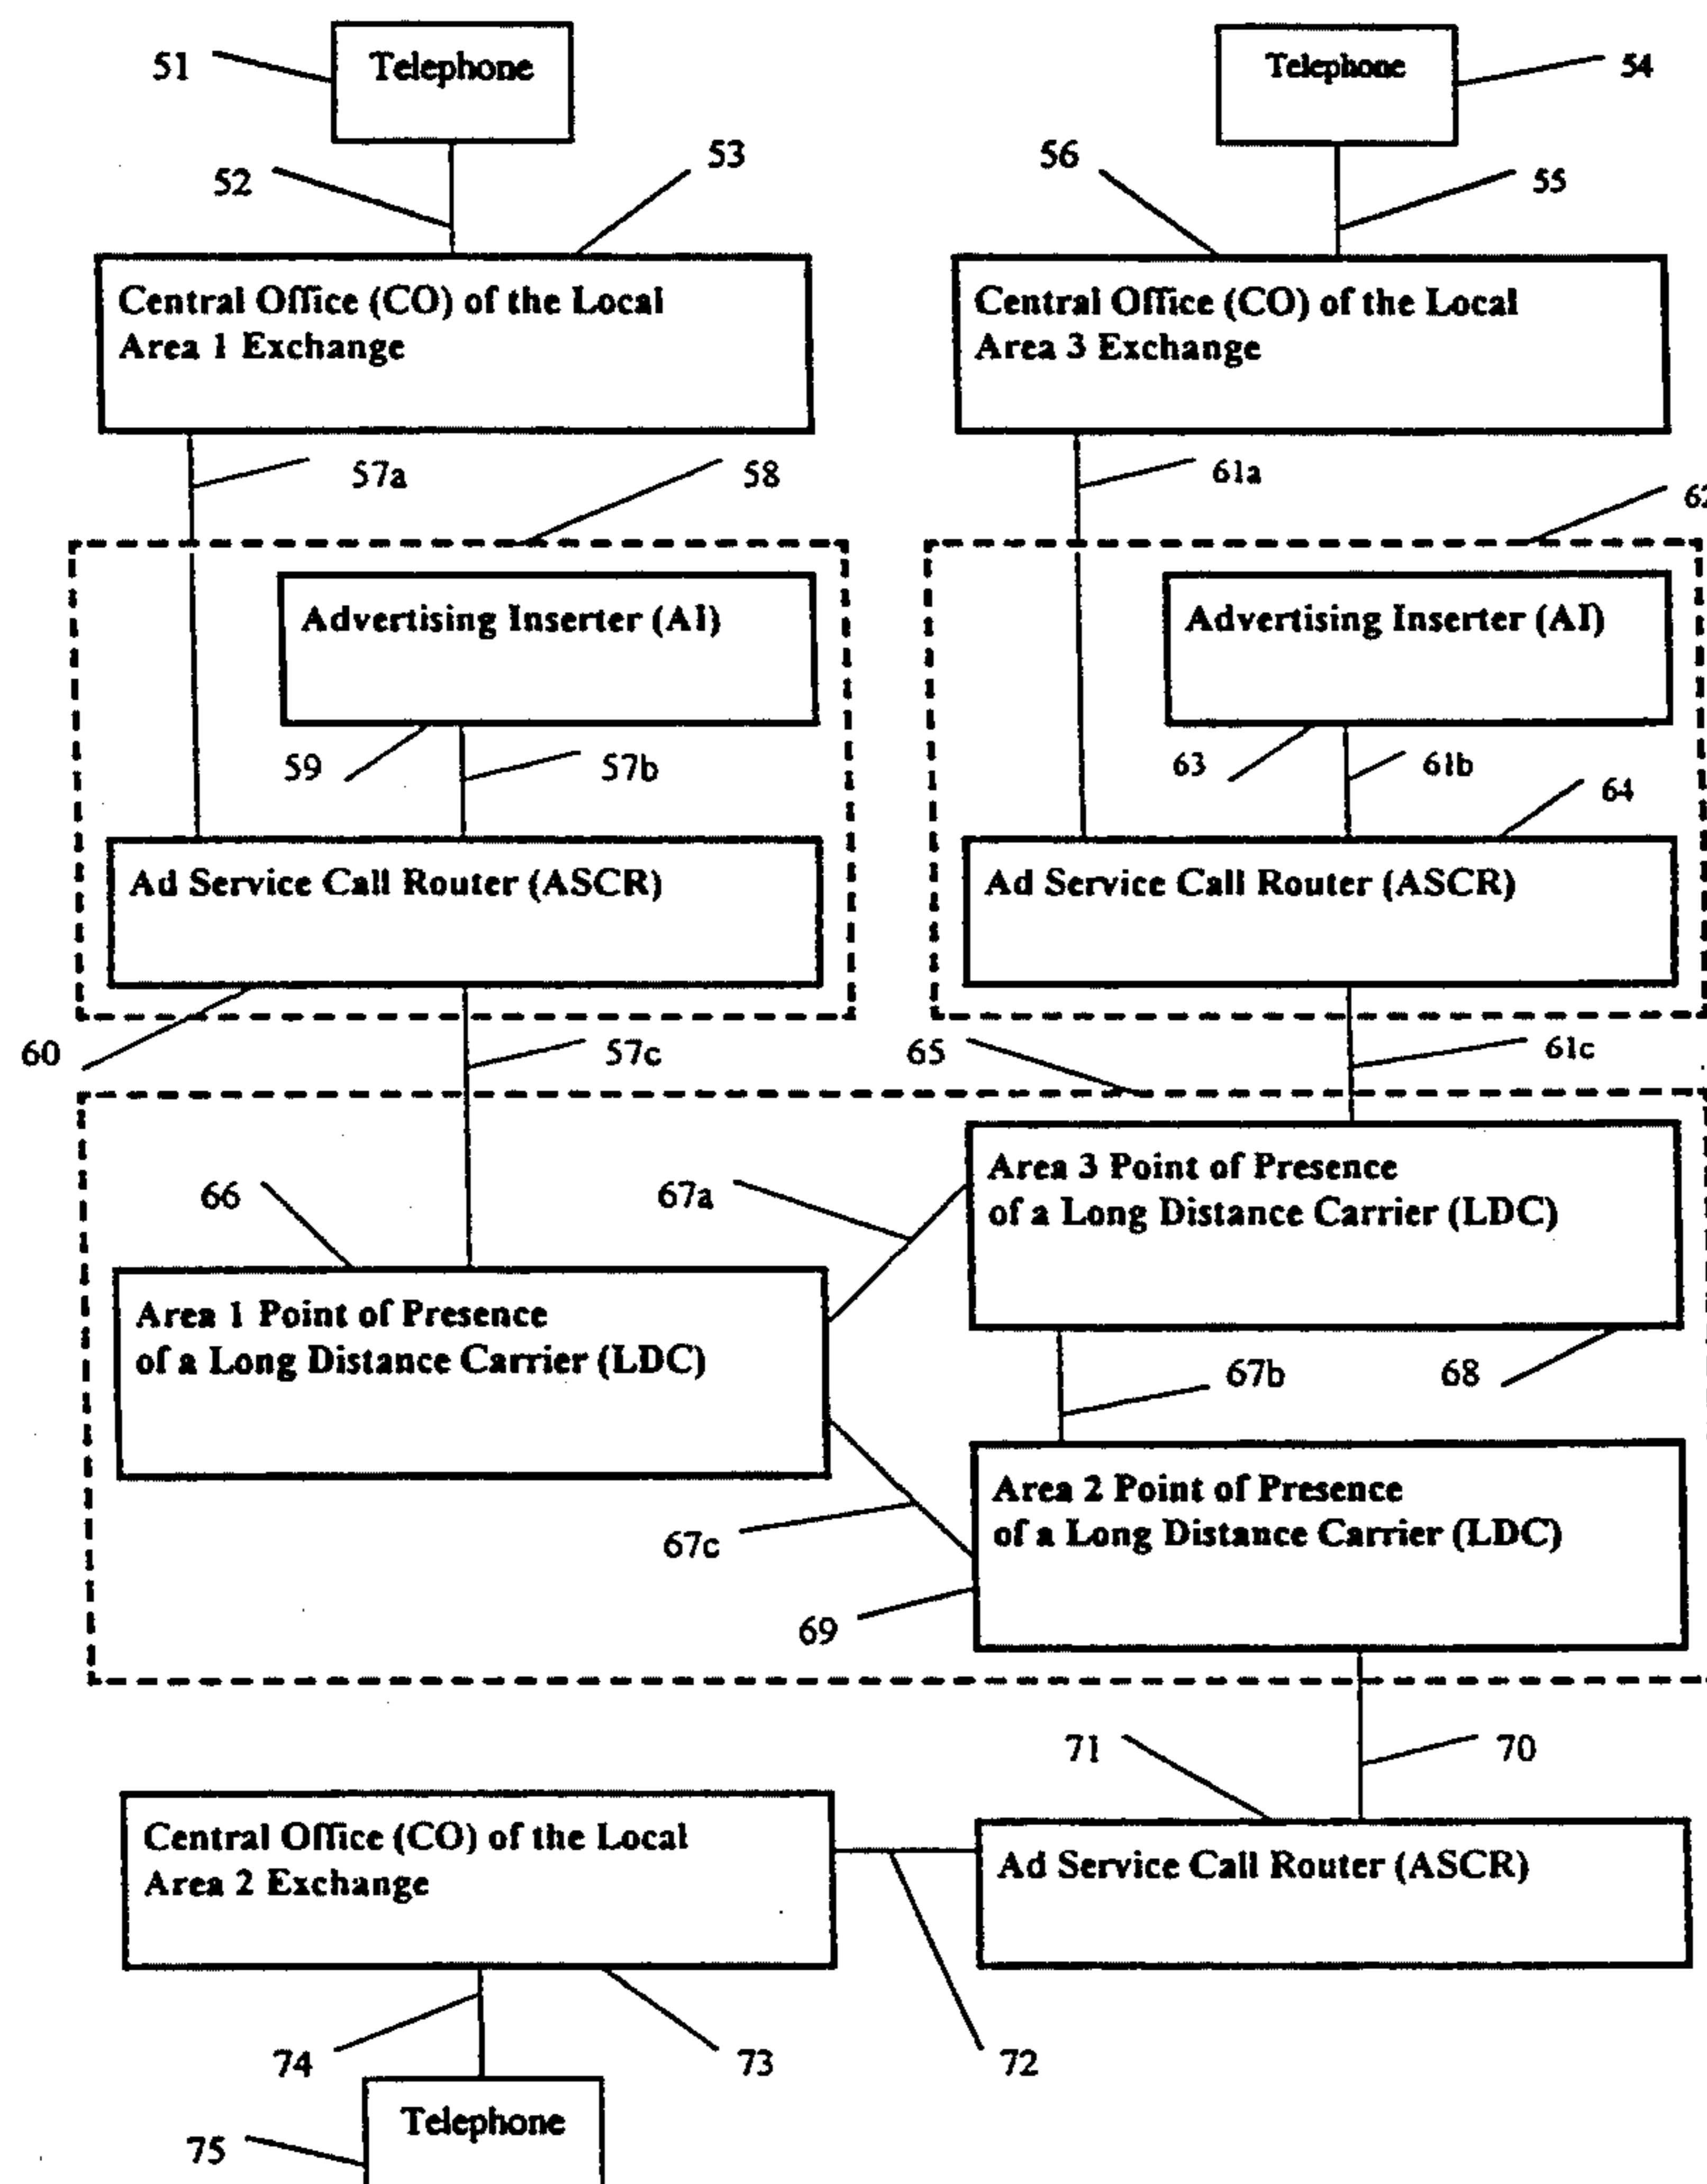 51
Telephone
Telephone
54
52
53
56
55
Central Office (CO) of the Local
Area 1 Exchange
Central Office (CO) of the Local
Area 3 Exchange
57a
58
61a
62
Advertising Inserter (AI)
Advertising Inserter (AI)
59
57b
63
61b
64
Ad Service Call Router (ASCR)
Ad Service Call Router (ASCR)
60
57c
65
61c
66
67a
Area 3 Point of Presence
of a Long Distance Carrier (LDC)
Area 1 Point of Presence
of a Long Distance Carrier (LDC)
67b
68
67c
Area 2 Point of Presence
of a Long Distance Carrier (LDC)
69
71
70
Central Office (CO) of the Local
Area 2 Exchange
Ad Service Call Router (ASCR)
74
73
72
Telephone
75